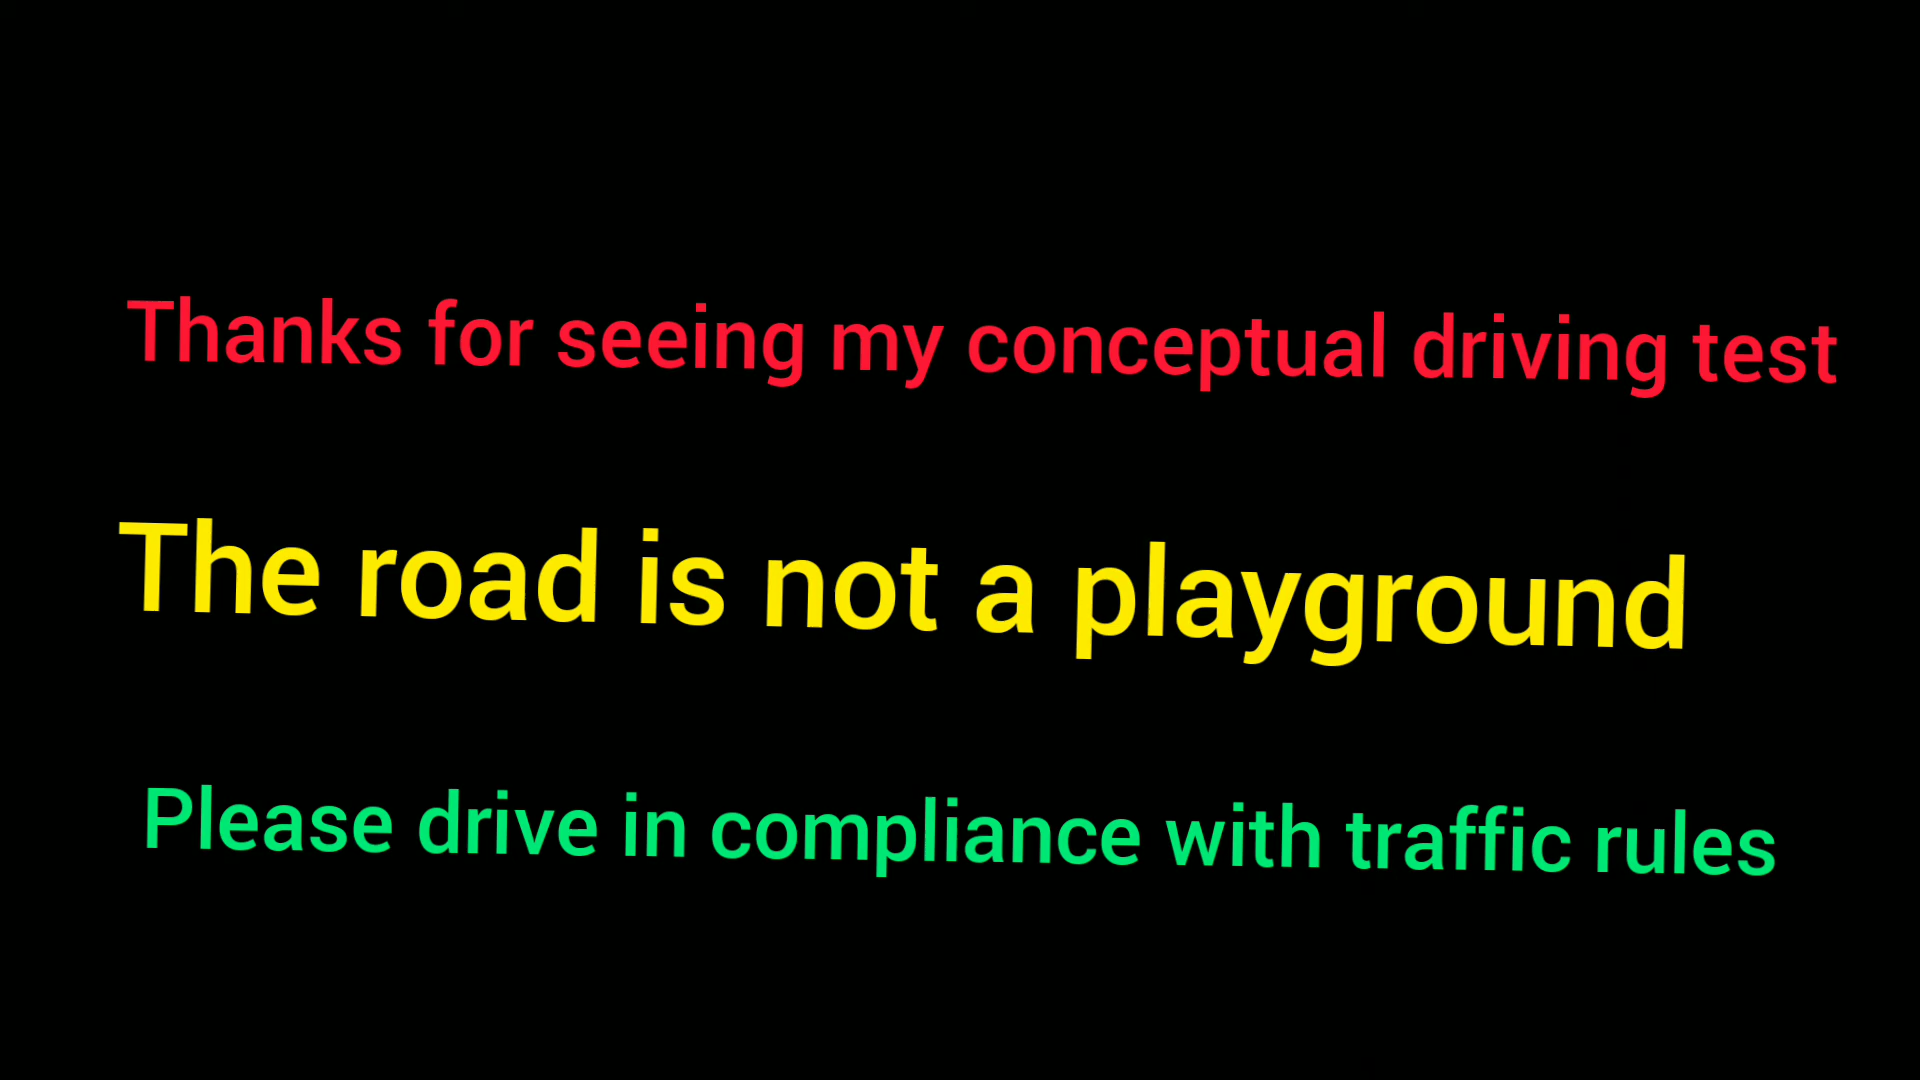 Thanks for seeing my conceptual driving test
The road is not a playground
Please drive in compliance with traffic rules